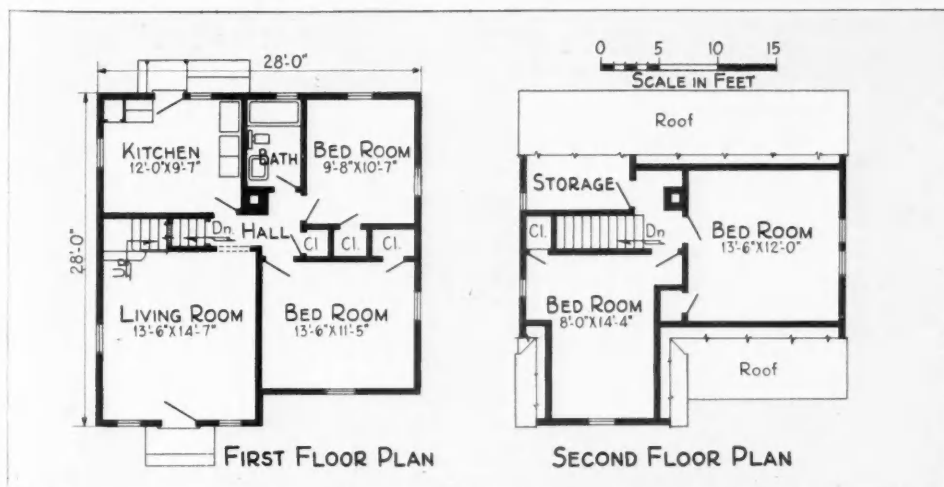 28'-0"
28'-0"
KITCHEN
12'-0"X9'-7"
BATH
BED ROOM
9'-8"X10'-7"
Dn.
HALL
Cl.
Cl.
Cl.
Up
LIVING ROOM
13'-6"X14'-7"
BED ROOM
13'-6"X11'-5"
FIRST FLOOR PLAN
0 5 10 15
SCALE IN FEET
Roof
STORAGE
Cl.
Dn.
BED ROOM
13'-6"X12'-0"
BED ROOM
8'-0"X14'-4"
Roof
SECOND FLOOR PLAN